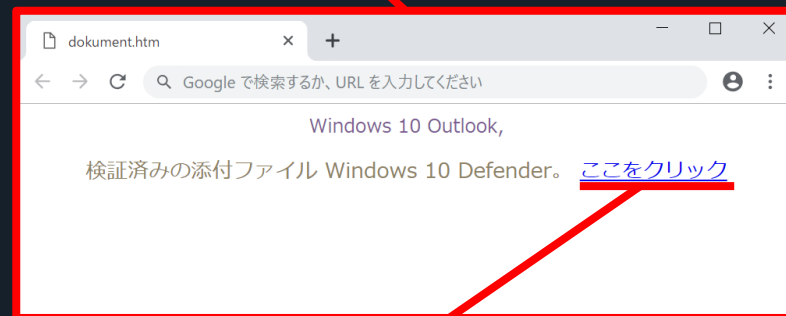 dokument.htm
Google で検索するか、URL を入力してください
Windows 10 Outlook,
検証済みの添付ファイル Windows 10 Defender。 ここをクリック